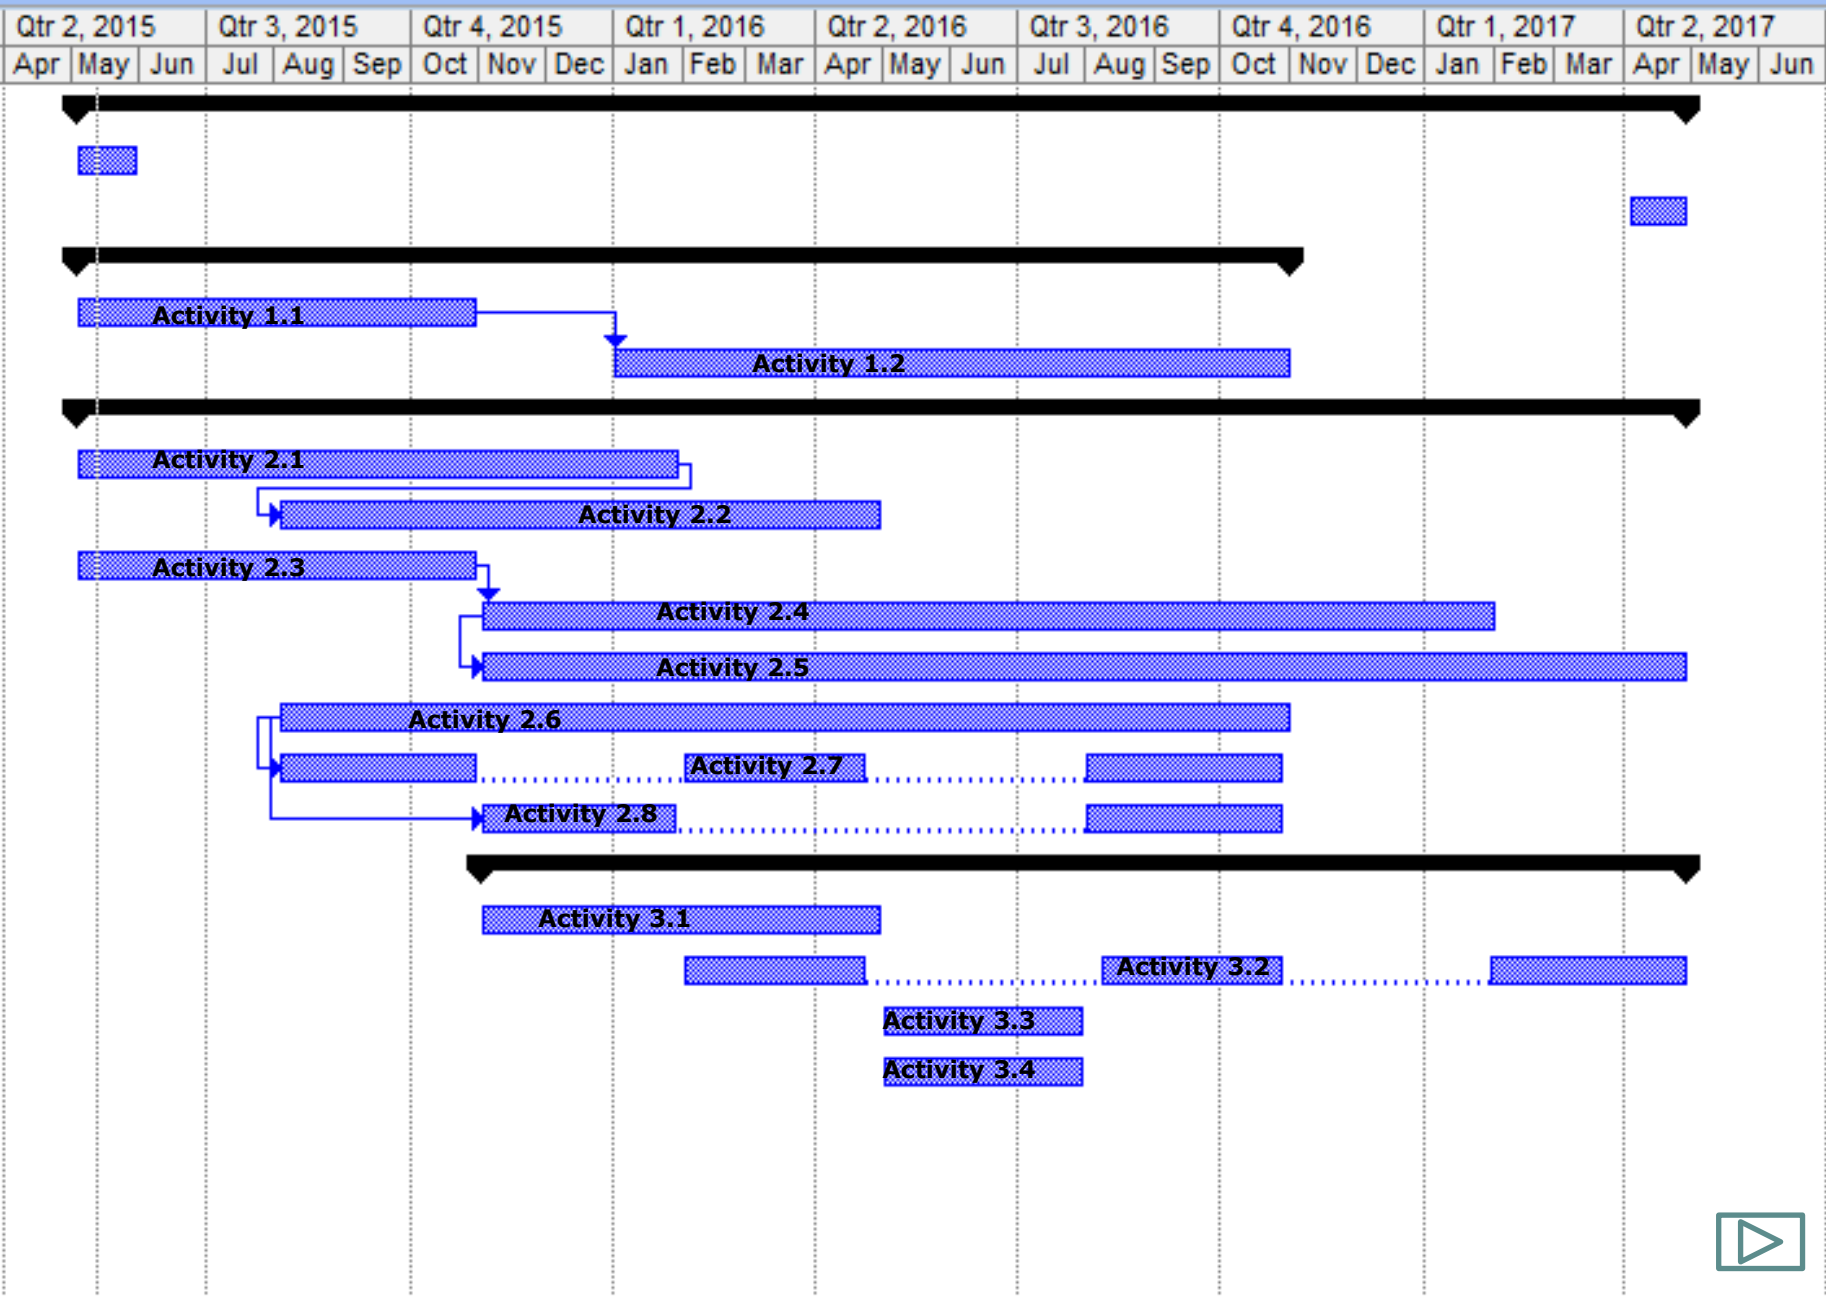 Qtr 2, 2015 Qtr 3, 2015 Qtr 4, 2015 Qtr 1, 2016 Qtr 2, 2016 Qtr 3, 2016 Qtr 4, 2016 Qtr 1, 2017 Qtr 2, 2017
Apr May Jun Jul Aug Sep Oct Nov Dec Jan Feb Mar Apr May Jun Jul Aug Sep Oct Nov Dec Jan Feb Mar Apr May Jun
Activity 1.1
Activity 1.2
Activity 2.1
Activity 2.2
Activity 2.3
Activity 2.4
Activity 2.5
Activity 2.6
Activity 2.7
Activity 2.8
Activity 3.1
Activity 3.2
Activity 3.3
Activity 3.4